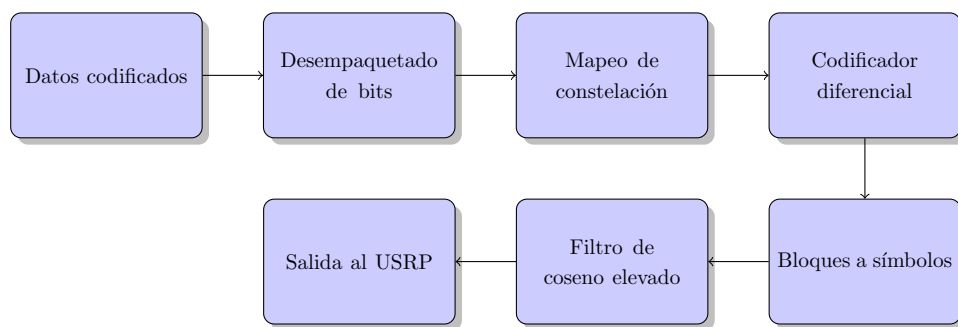 Datos codificados
Desempaquetado
de bits
Mapeo de
constelación
Codificador
diferencial
Salida al USRP
Filtro de
coseno elevado
Bloques a símbolos